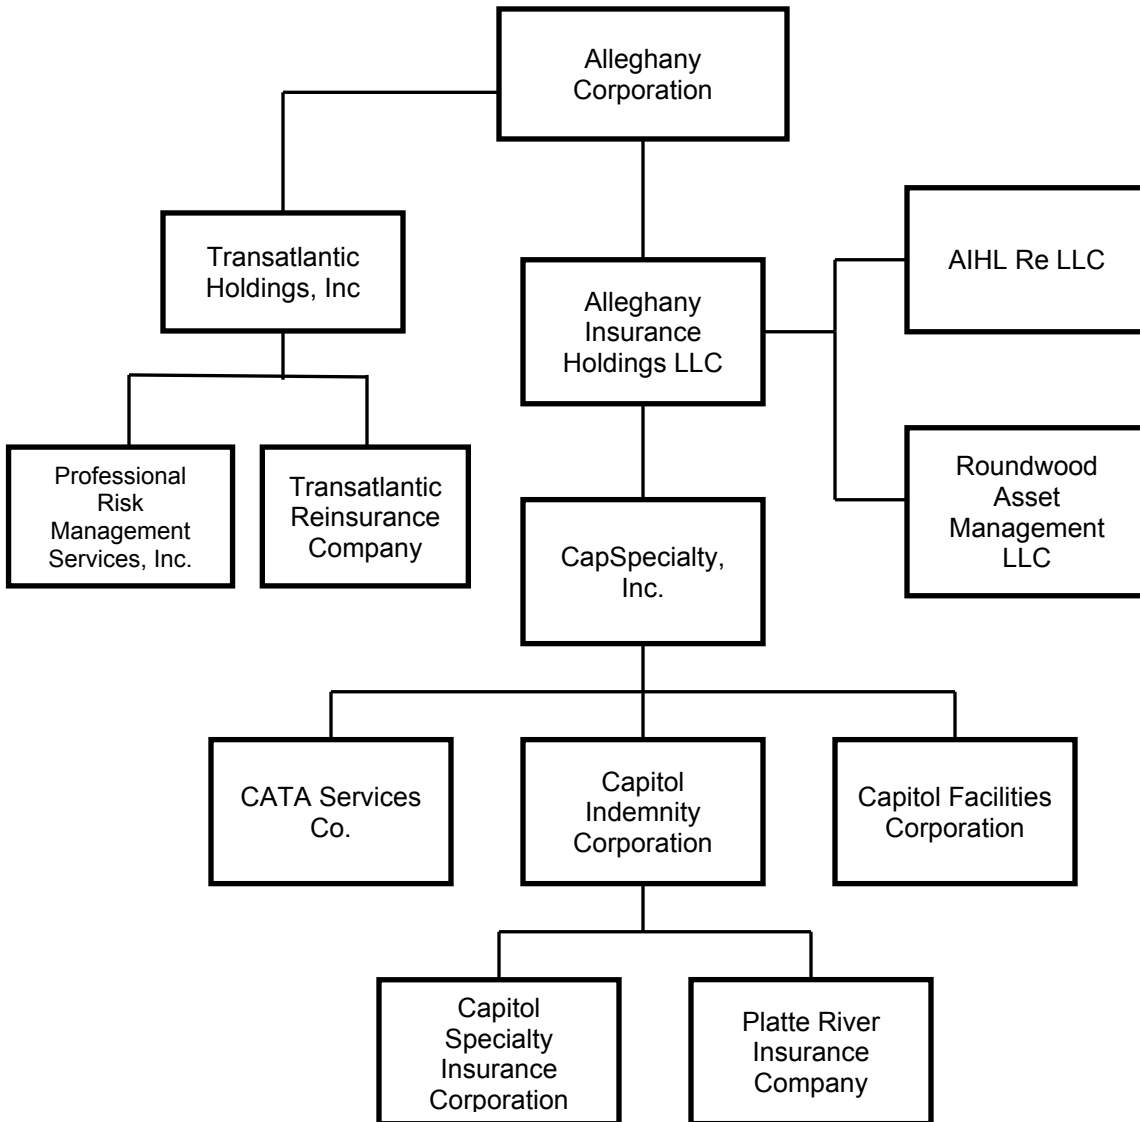 Alleghany
Corporation
Transatlantic
Holdings, Inc
AIHL Re LLC
Alleghany
Insurance
Holdings LLC
Professional
Risk
Management
Services, Inc.
Transatlantic
Reinsurance
Company
Roundwood
Asset
Management
LLC
CapSpecialty,
Inc.
CATA Services
Co.
Capitol
Indemnity
Corporation
Capitol Facilities
Corporation
Capitol
Specialty
Insurance
Corporation
Platte River
Insurance
Company